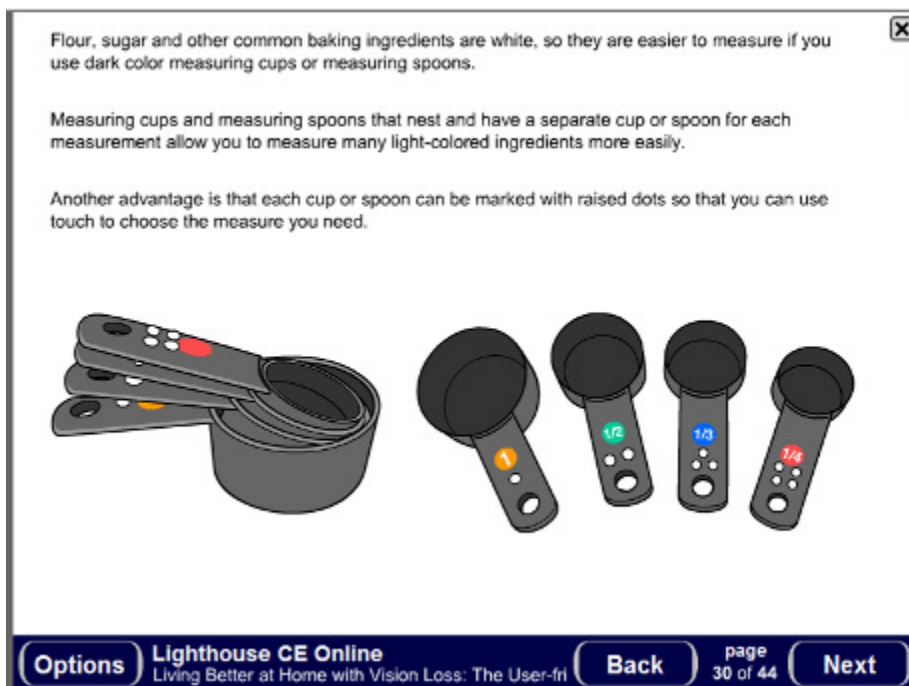 Flour, sugar and other common baking ingredients are white, so they are easier to measure if you
use dark color measuring cups or measuring spoons.
Measuring cups and measuring spoons that nest and have a separate cup or spoon for each
measurement allow you to measure many light-colored ingredients more easily.
Another advantage is that each cup or spoon can be marked with raised dots so that you can use
touch to choose the measure you need.
1
1/2
1/3
1/4
Options
Lighthouse CE Online
Living Better at Home with Vision Loss: The User-fri
Back
page
30 of 44
Next